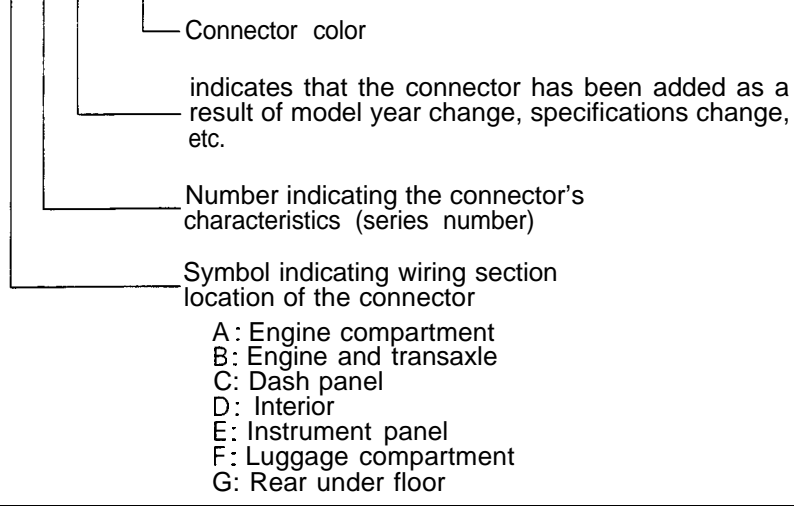 Connector color
indicates that the connector has been added as a
result of model year change, specifications change,
etc.
Number indicating the connector's
characteristics (series number)
Symbol indicating wiring section
location of the connector
A: Engine compartment
B: Engine and transaxle
C: Dash panel
D: Interior
E: Instrument panel
F: Luggage compartment
G: Rear under floor